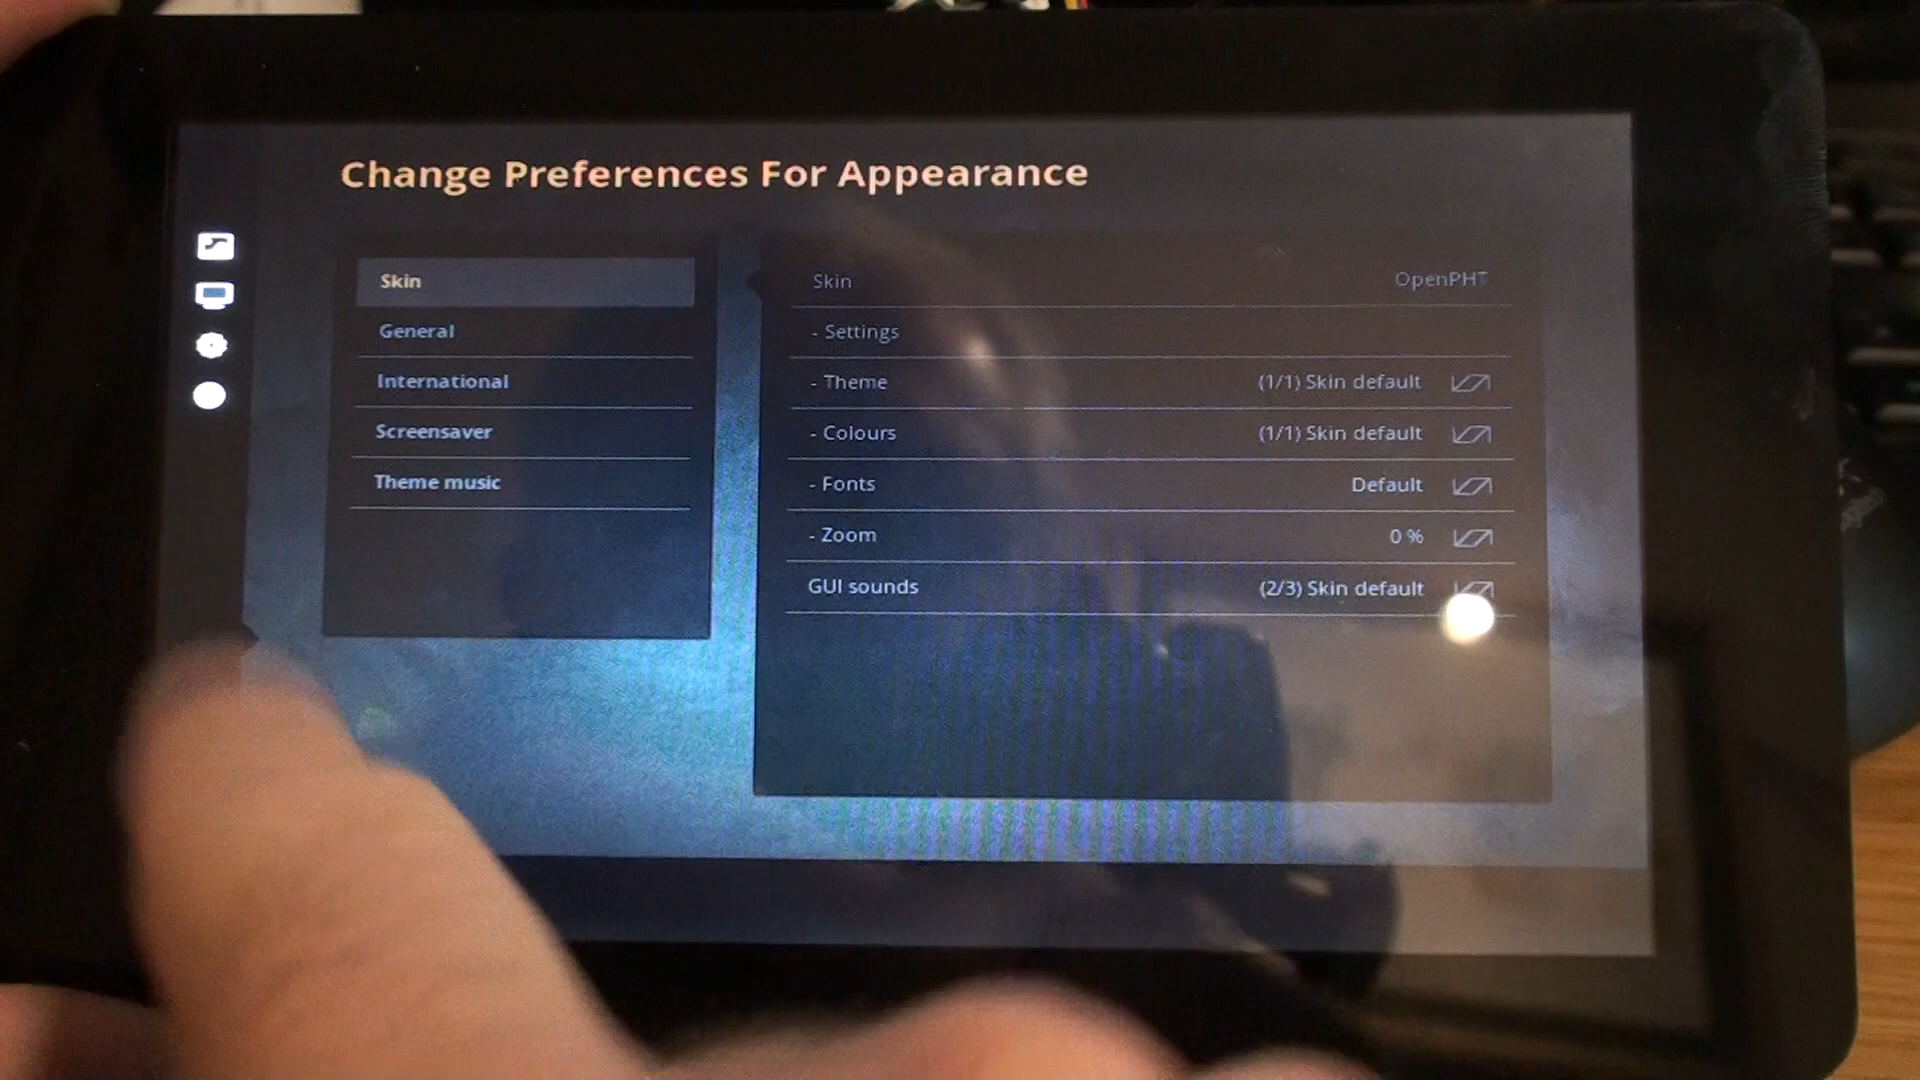 Change Preferences For Appearance
Skin
General
International
Screensaver
Theme music
Skin OpenPHT
- Settings
- Theme (1/1) Skin default
- Colours (1/1) Skin default
- Fonts Default
- Zoom 0 %
GUI sounds (2/3) Skin default